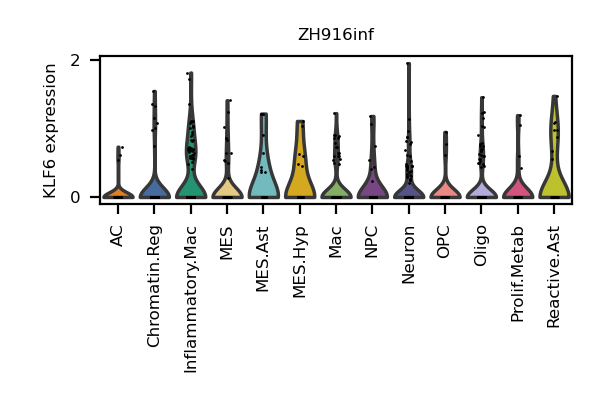 ZH916inf
KLF6 expression
2
0
AC
Chromatin.Reg
Inflammatory.Mac
MES
MES.Ast
MES.Hyp
Mac
NPC
Neuron
OPC
Oligo
Prolif.Metab
Reactive.Ast